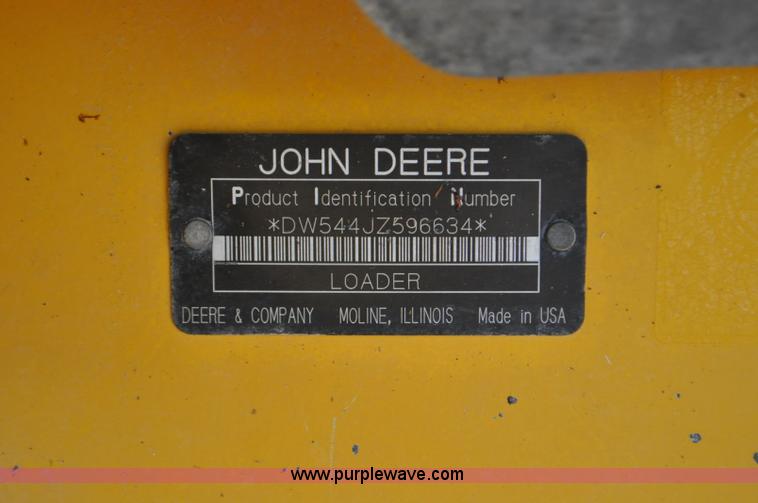 JOHN DEERE
Product Identification Number
*DW544JZ596634*
LOADER
DEERE & COMPANY MOLINE, ILLINOIS Made in USA
www.purplewave.com